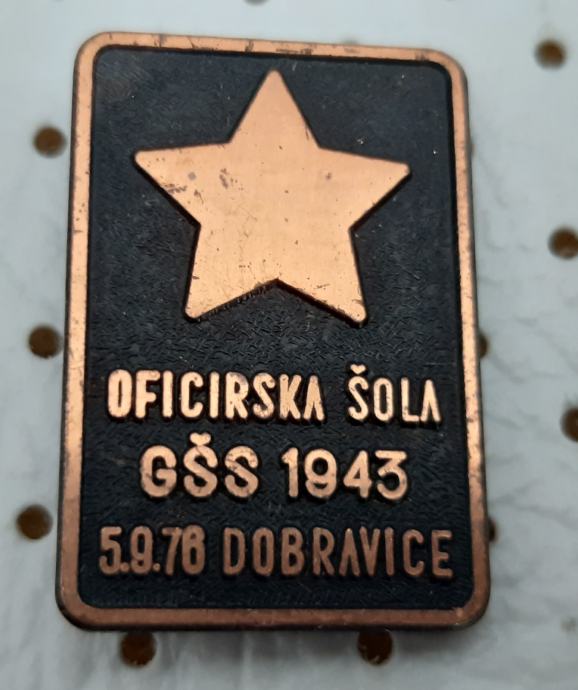 OFICIRSKA ŠOLA
GŠS 1943
5.9.76 DOBRAVICE